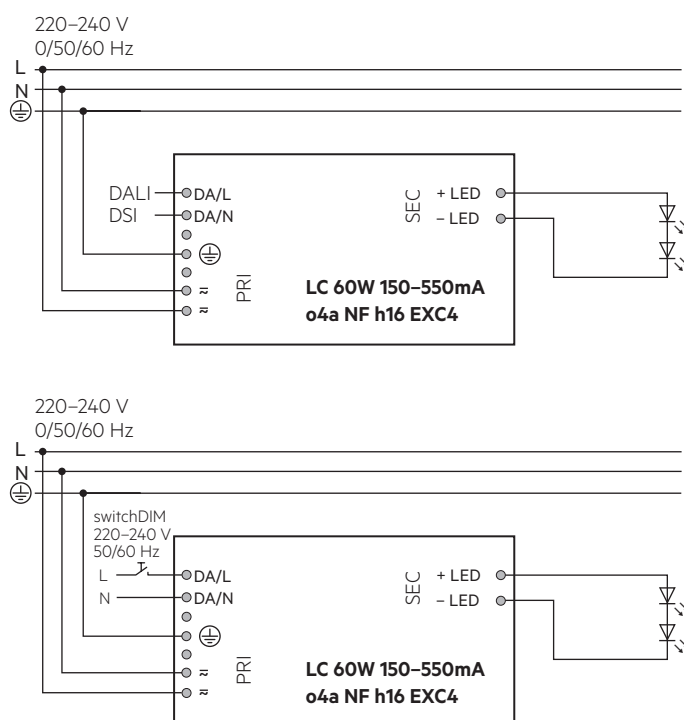 220–240 V
0/50/60 Hz
L
N
DALI
DSI
DA/L
DA/N
PRI
SEC
+ LED
– LED
LC 60W 150–550mA
o4a NF h16 EXC4
220–240 V
0/50/60 Hz
L
N
switchDIM
220–240 V
50/60 Hz
L
N
DA/L
DA/N
PRI
SEC
+ LED
– LED
LC 60W 150–550mA
o4a NF h16 EXC4